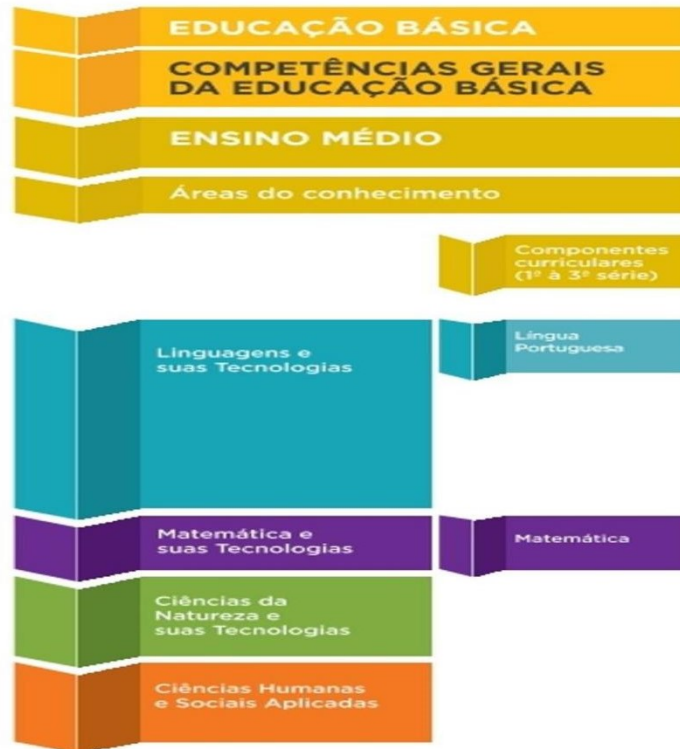 EDUCAÇÃO BÁSICA
COMPETÊNCIAS GERAIS
DA EDUCAÇÃO BÁSICA
ENSINO MÉDIO
Áreas do conhecimento
Componentes
curriculares
(1ª à 3ª série)
Linguagens e
suas Tecnologias
Língua
Portuguesa
Matemática e
suas Tecnologias
Matemática
Ciências da
Natureza e
suas Tecnologias
Ciências Humanas
e Sociais Aplicadas